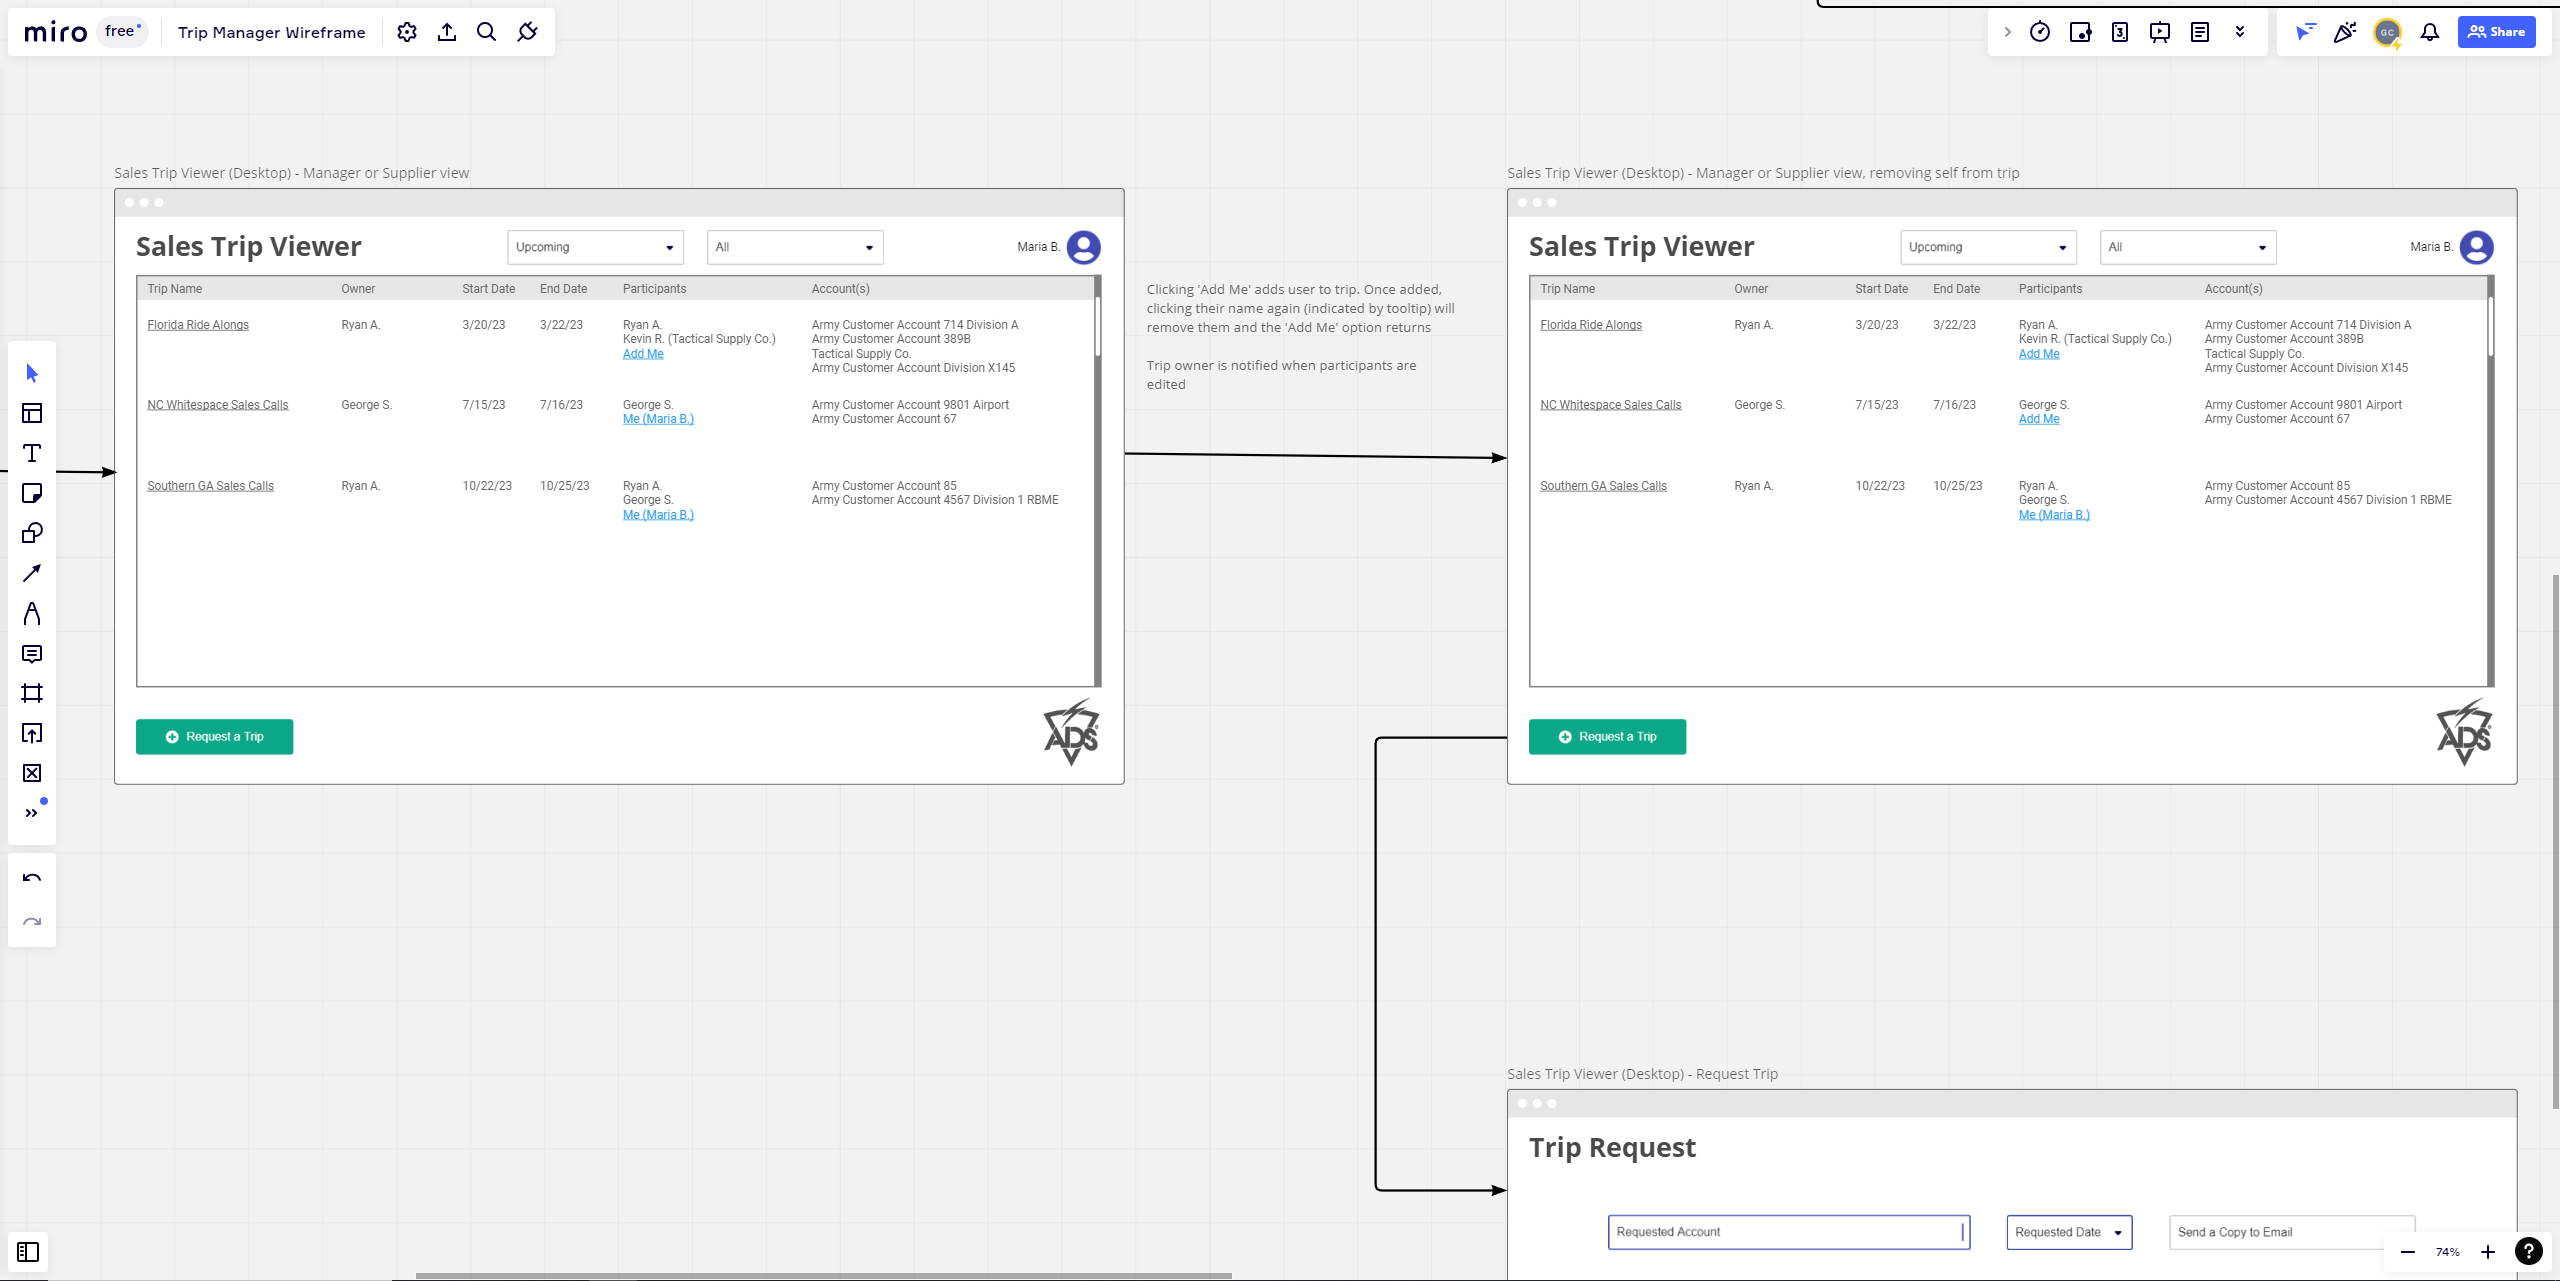 miro free Trip Manager Wireframe
3 GC Share
Sales Trip Viewer (Desktop) - Manager or Supplier view
Sales Trip Viewer
Upcoming
All
Maria B.
Trip Name Owner Start Date End Date Participants Account(s)
Florida Ride Alongs Ryan A. 3/20/23 3/22/23 Ryan A. Army Customer Account 714 Division A
Kevin R. (Tactical Supply Co.) Army Customer Account 389B
Add Me Tactical Supply Co.
Army Customer Account Division X145
NC Whitespace Sales Calls George S. 7/15/23 7/16/23 George S. Army Customer Account 9801 Airport
Me (Maria B.) Army Customer Account 67
Southern GA Sales Calls Ryan A. 10/22/23 10/25/23 Ryan A. Army Customer Account 85
George S. Army Customer Account 4567 Division 1 RBME
Me (Maria B.)
Request a Trip
ADS
Clicking 'Add Me' adds user to trip. Once added,
clicking their name again (indicated by tooltip) will
remove them and the 'Add Me' option returns
Trip owner is notified when participants are
edited
Sales Trip Viewer (Desktop) - Manager or Supplier view, removing self from trip
Sales Trip Viewer
Upcoming
All
Maria B.
Trip Name Owner Start Date End Date Participants Account(s)
Florida Ride Alongs Ryan A. 3/20/23 3/22/23 Ryan A. Army Customer Account 714 Division A
Kevin R. (Tactical Supply Co.) Army Customer Account 389B
Add Me Tactical Supply Co.
Army Customer Account Division X145
NC Whitespace Sales Calls George S. 7/15/23 7/16/23 George S. Army Customer Account 9801 Airport
Add Me Army Customer Account 67
Southern GA Sales Calls Ryan A. 10/22/23 10/25/23 Ryan A. Army Customer Account 85
George S. Army Customer Account 4567 Division 1 RBME
Me (Maria B.)
Request a Trip
ADS
Sales Trip Viewer (Desktop) - Request Trip
Trip Request
Requested Account
Requested Date
Send a Copy to Email
74% ?